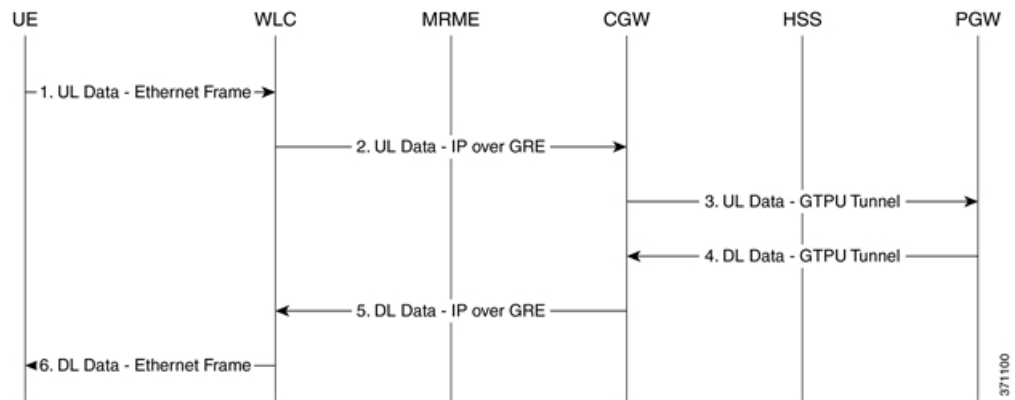 UE WLC MRME CGW HSS PGW
1. UL Data - Ethernet Frame
2. UL Data - IP over GRE
3. UL Data - GTPU Tunnel
4. DL Data - GTPU Tunnel
5. DL Data - IP over GRE
6. DL Data - Ethernet Frame
371100